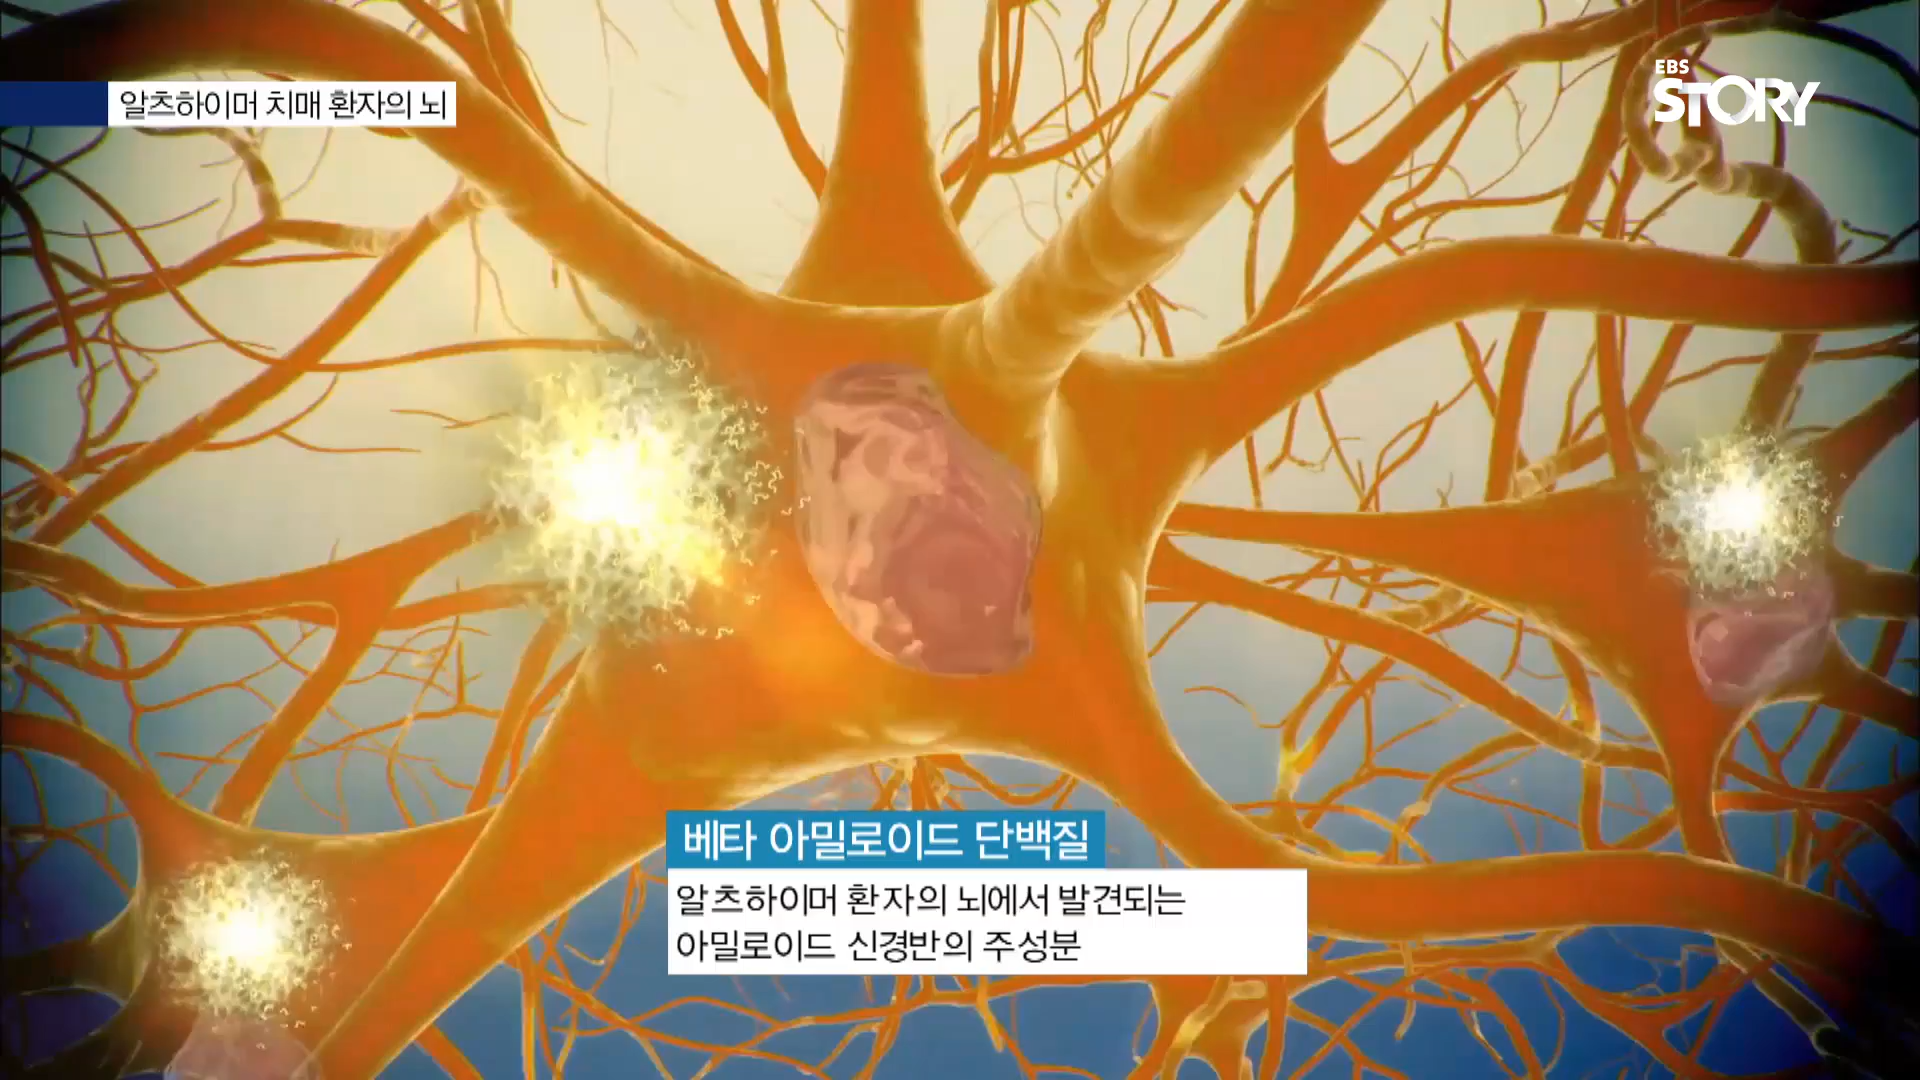 알츠하이머 치매 환자의 뇌
EBS
STORY
베타 아밀로이드 단백질
알츠하이머 환자의 뇌에서 발견되는
아밀로이드 신경반의 주성분